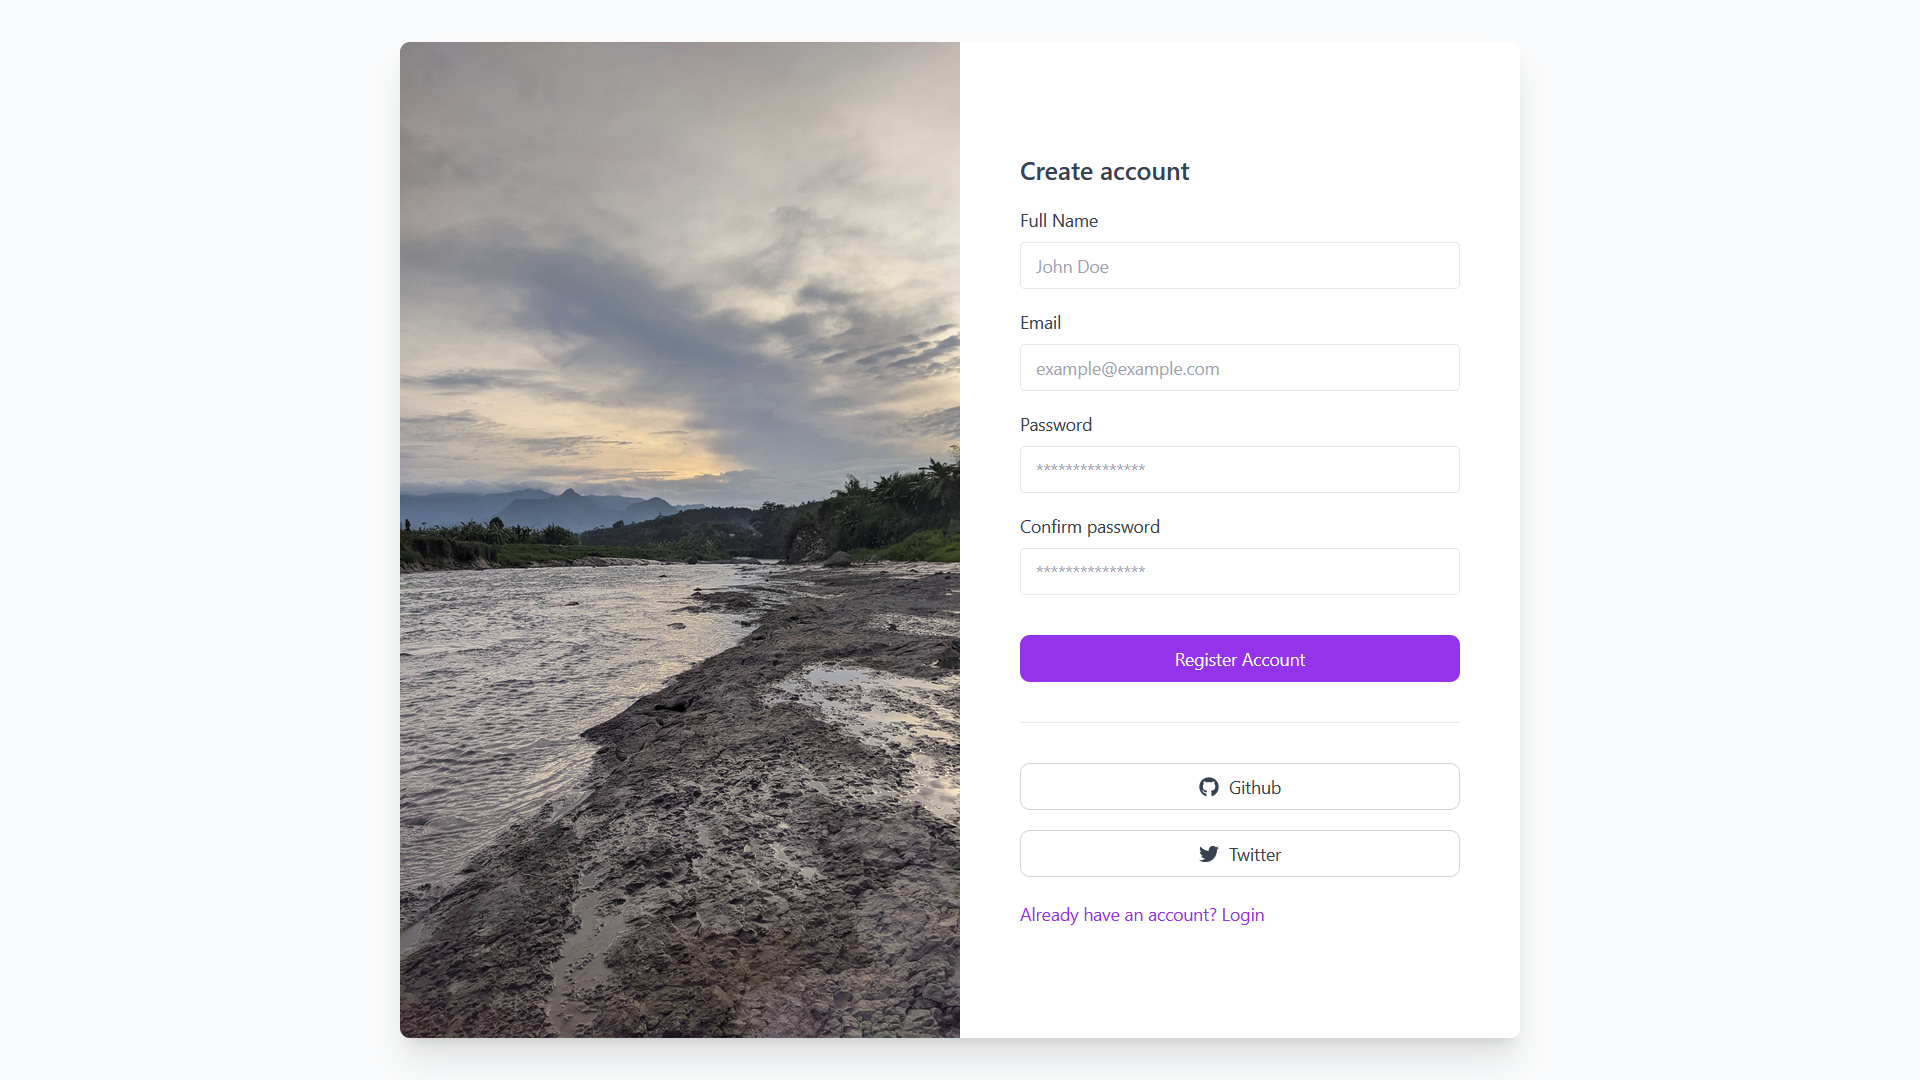 Create account
Full Name
John Doe
Email
example@example.com
Password
***************
Confirm password
***************
Register Account
Github
Twitter
Already have an account? Login